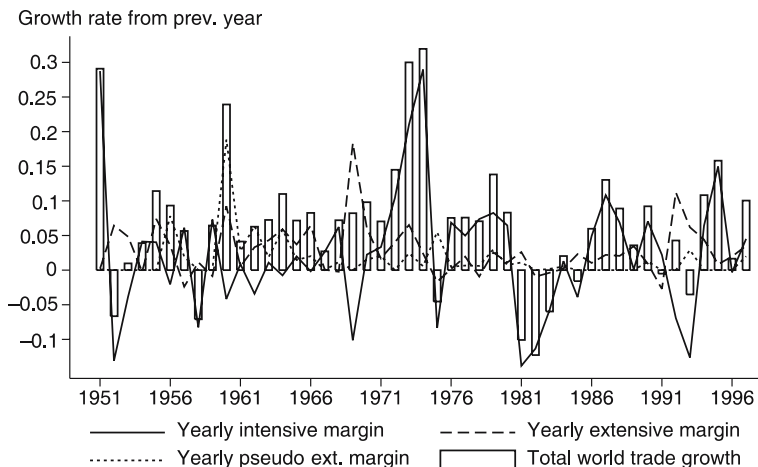 Growth rate from prev. year
0.3
0.25
0.2
0.15
0.1
0.05
0
−0.05
−0.1
1951 1956 1961 1966 1971 1976 1981 1986 1991 1996
Yearly intensive margin Yearly extensive margin
Yearly pseudo ext. margin Total world trade growth